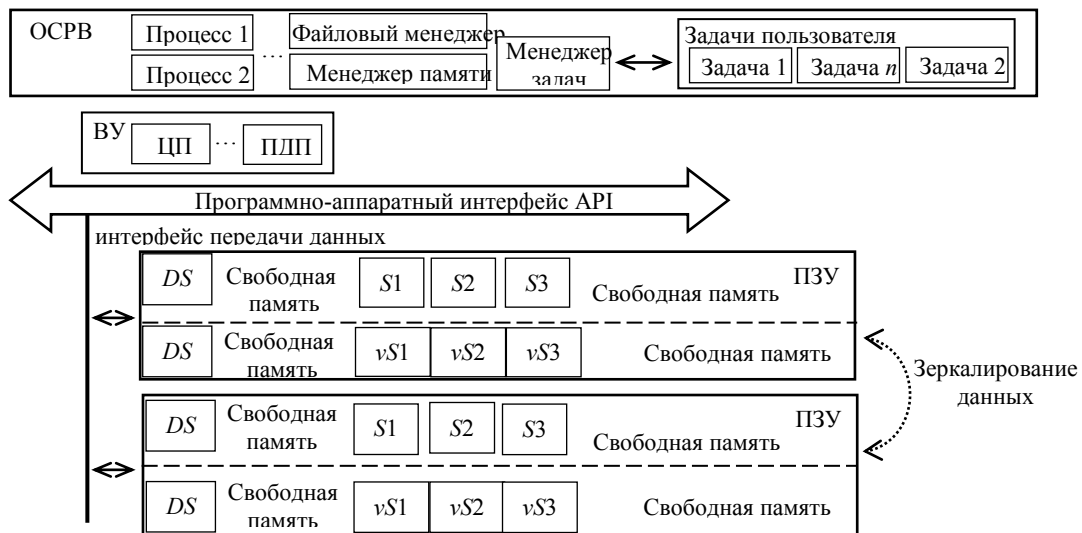 ОСРВ
Процесс 1
...
Файловый менеджер
Процесс 2
Менеджер памяти
Менеджер
задач
Задачи пользователя
Задача 1
Задача n
Задача 2
ВУ
ЦП
...
ПДП
Программно-аппаратный интерфейс API
интерфейс передачи данных
DS
Свободная
память
S1
S2
S3
Свободная память
ПЗУ
DS
Свободная
память
vS1
vS2
vS3
Свободная память
Зеркалирование
данных
DS
Свободная
память
S1
S2
S3
Свободная память
ПЗУ
DS
Свободная
память
vS1
vS2
vS3
Свободная память